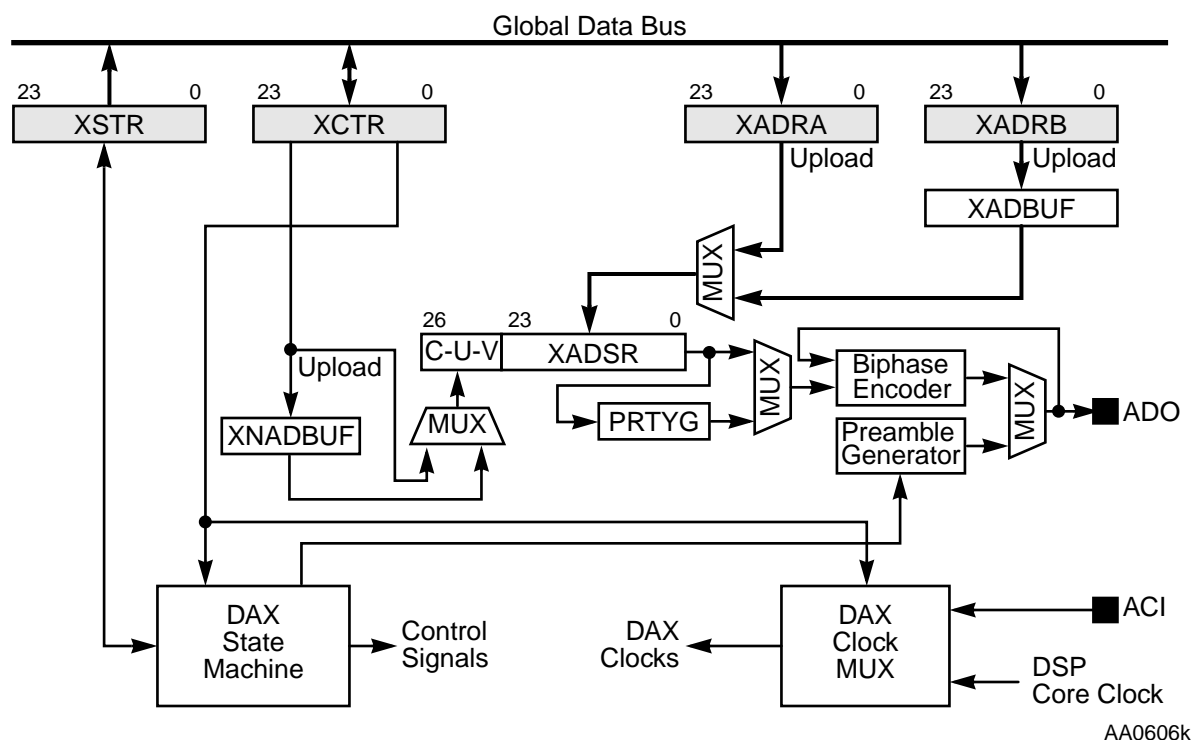 Global Data Bus
23 0
XSTR
23 0
XCTR
23 0
XADRA
23 0
XADRB
Upload
Upload
XADBUF
MUX
26 23 0
C-U-V
XADSR
Upload
XNADBUF
MUX
PRTYG
MUX
Biphase
Encoder
Preamble
Generator
MUX
ADO
DAX
State
Machine
Control
Signals
DAX
Clocks
DAX
Clock
MUX
ACI
DSP
Core Clock
AA0606k